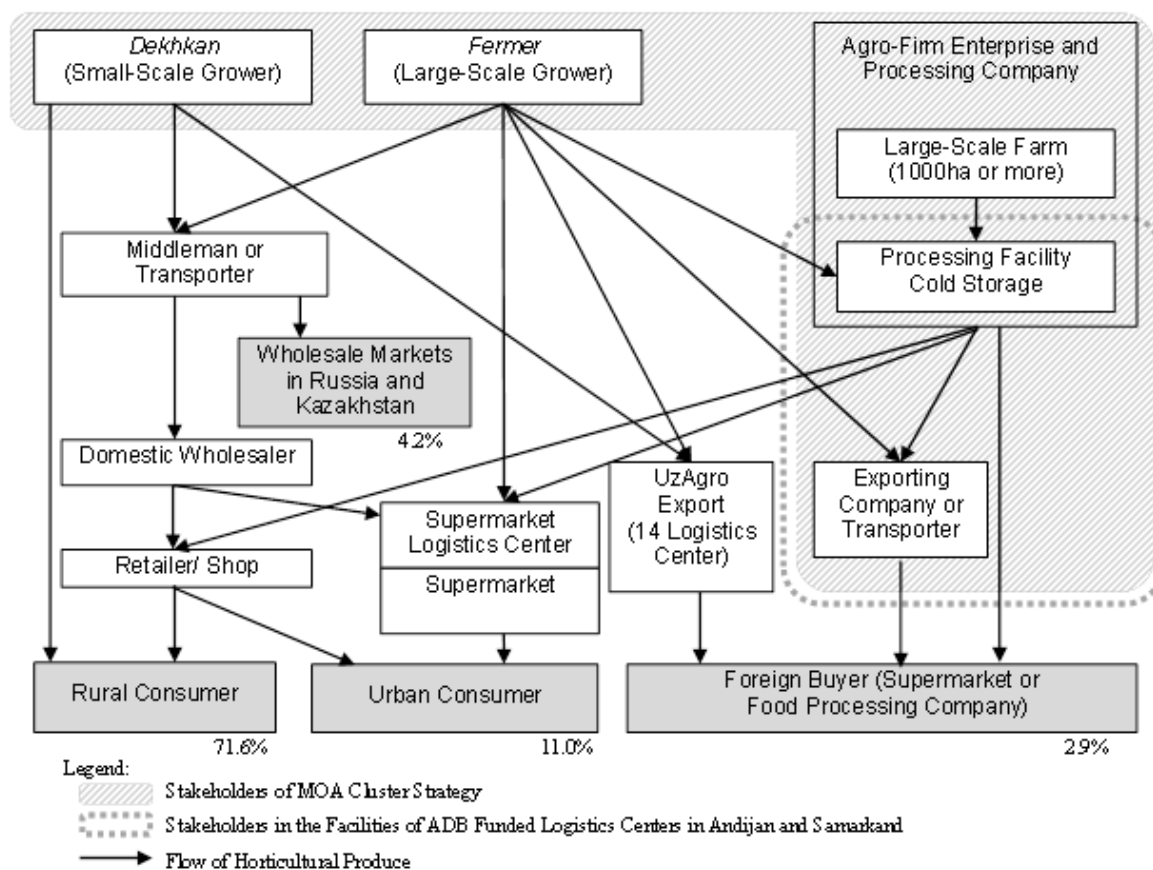 Dekhkan
(Small-Scale Grower)
Fermer
(Large-Scale Grower)
Agro-Firm Enterprise and
Processing Company
Large-Scale Farm
(1000ha or more)
Processing Facility
Cold Storage
Middleman or
Transporter
Wholesale Markets
in Russia and
Kazakhstan
4.2%
Domestic Wholesaler
Retailer/ Shop
Supermarket
Logistics Center
Supermarket
UzAgro
Export
(14 Logistics
Center)
Exporting
Company or
Transporter
Rural Consumer
71.6%
Urban Consumer
11.0%
Foreign Buyer (Supermarket or
Food Processing Company)
2.9%
Legend:
Stakeholders of MOA Cluster Strategy
Stakeholders in the Facilities of ADB Funded Logistics Centers in Andijan and Samarkand
Flow of Horticultural Produce